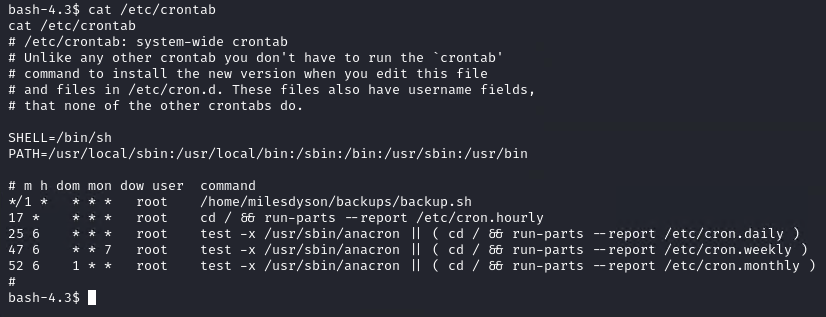 bash-4.3$ cat /etc/crontab
cat /etc/crontab
# /etc/crontab: system-wide crontab
# Unlike any other crontab you don't have to run the `crontab'
# command to install the new version when you edit this file
# and files in /etc/cron.d. These files also have username fields,
# that none of the other crontabs do.

SHELL=/bin/sh
PATH=/usr/local/sbin:/usr/local/bin:/sbin:/bin:/usr/sbin:/usr/bin

# m h dom mon dow user  command
*/1 *   * * *   root    /home/milesdyson/backups/backup.sh
17 *    * * *   root    cd / && run-parts --report /etc/cron.hourly
25 6    * * *   root    test -x /usr/sbin/anacron || ( cd / && run-parts --report /etc/cron.daily )
47 6    * * 7   root    test -x /usr/sbin/anacron || ( cd / && run-parts --report /etc/cron.weekly )
52 6    1 * *   root    test -x /usr/sbin/anacron || ( cd / && run-parts --report /etc/cron.monthly )
#
bash-4.3$